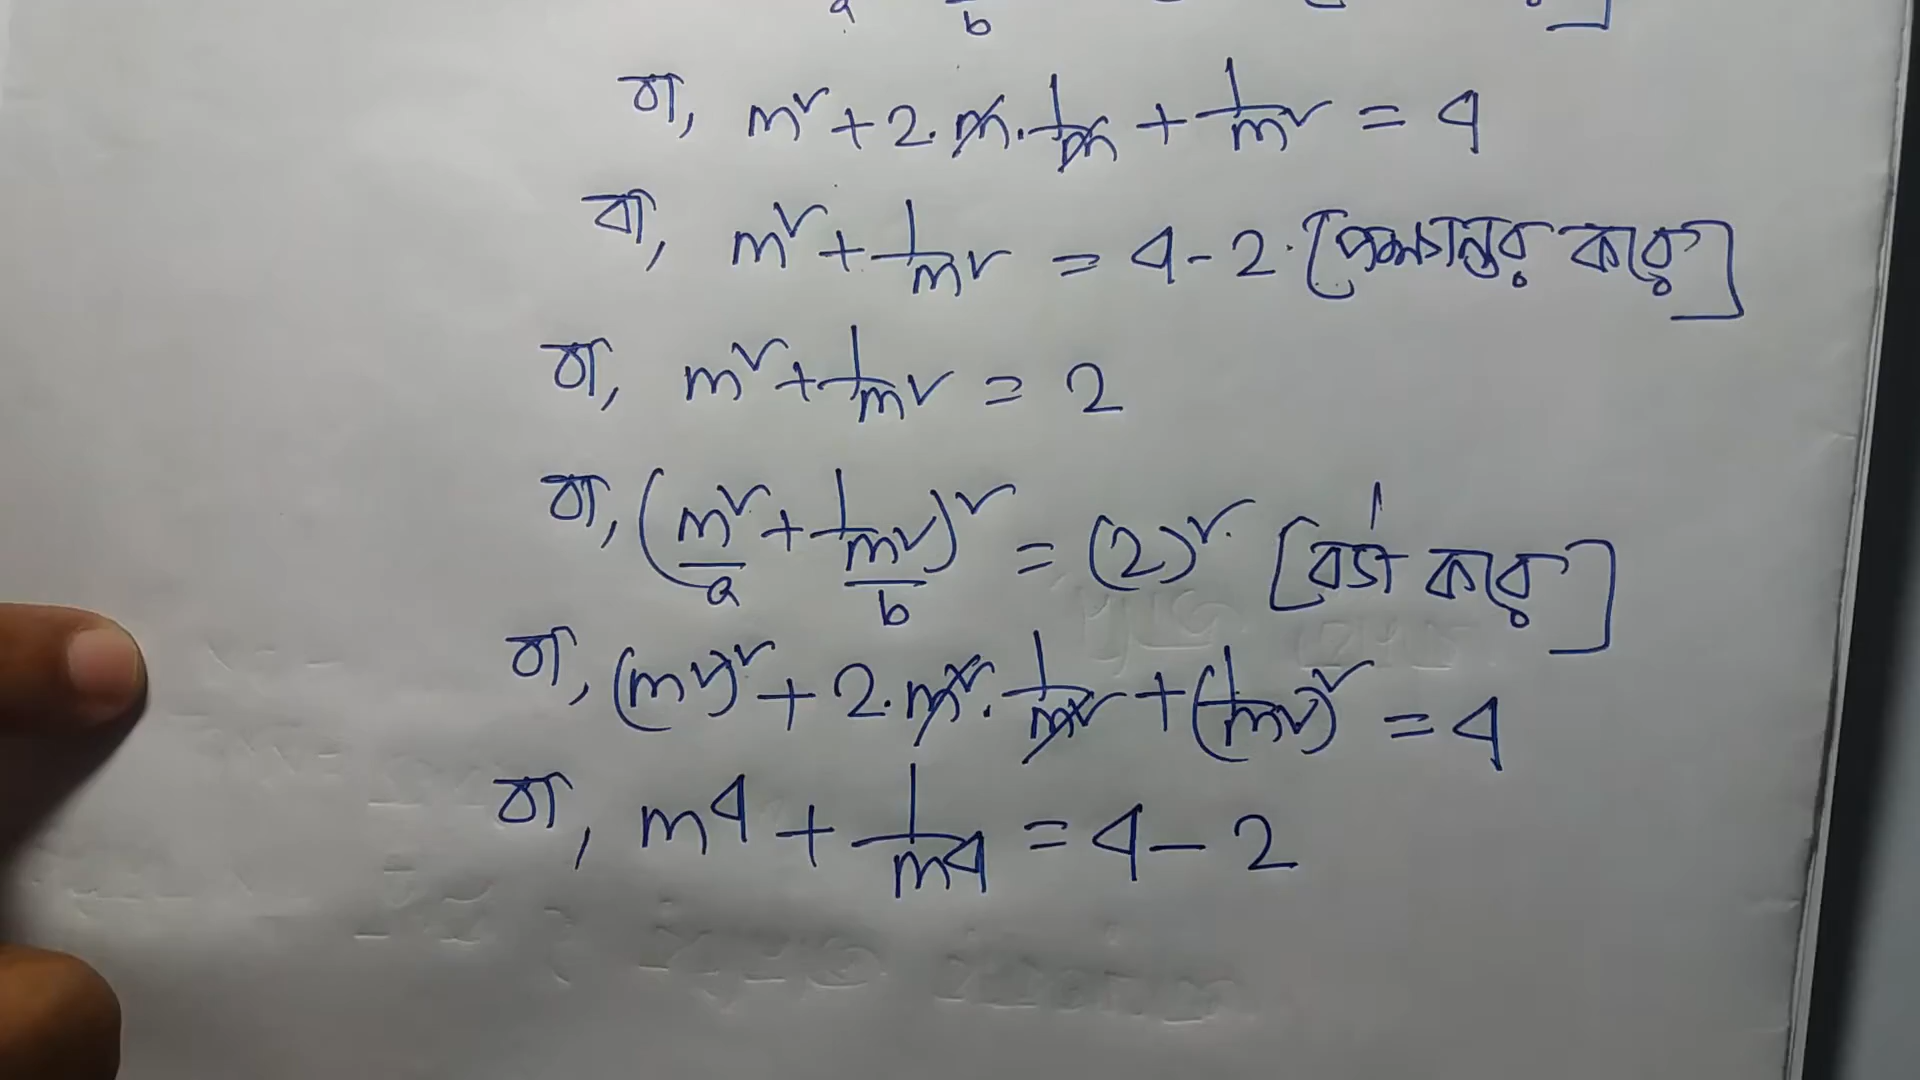 a b ]
বা, m² + 2. m. 1/m + 1/m² = 4
বা, m² + 1/m² = 4 - 2 [পক্ষান্তর করে]
বা, m² + 1/m² = 2
বা, (m² + 1/m²)² = (2)² [বর্গ করে]
a b
বা, (m²)² + 2. m². 1/m² + (1/m²)² = 4
বা, m⁴ + 1/m⁴ = 4 - 2